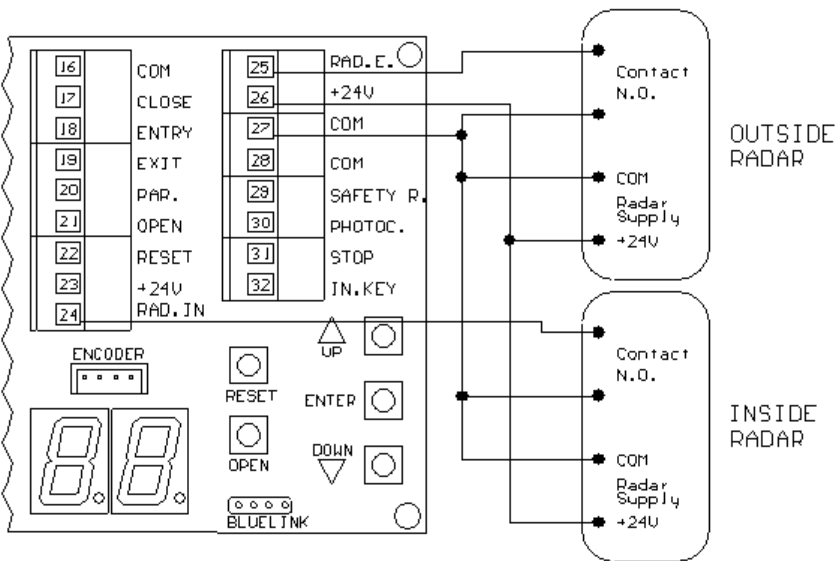 16 COM
17 CLOSE
18 ENTRY
19 EXIT
20 PAR.
21 OPEN
22 RESET
23 +24V
24 RAD.IN
25 RAD.E.
26 +24V
27 COM
28 COM
29 SAFETY R.
30 PHOTOC.
31 STOP
32 IN.KEY
ENCODER
88
RESET
OPEN
UP
ENTER
DOWN
BLUELINK
Contact
N.O.
COM
Radar
Supply
+24V
OUTSIDE
RADAR
Contact
N.O.
COM
Radar
Supply
+24V
INSIDE
RADAR